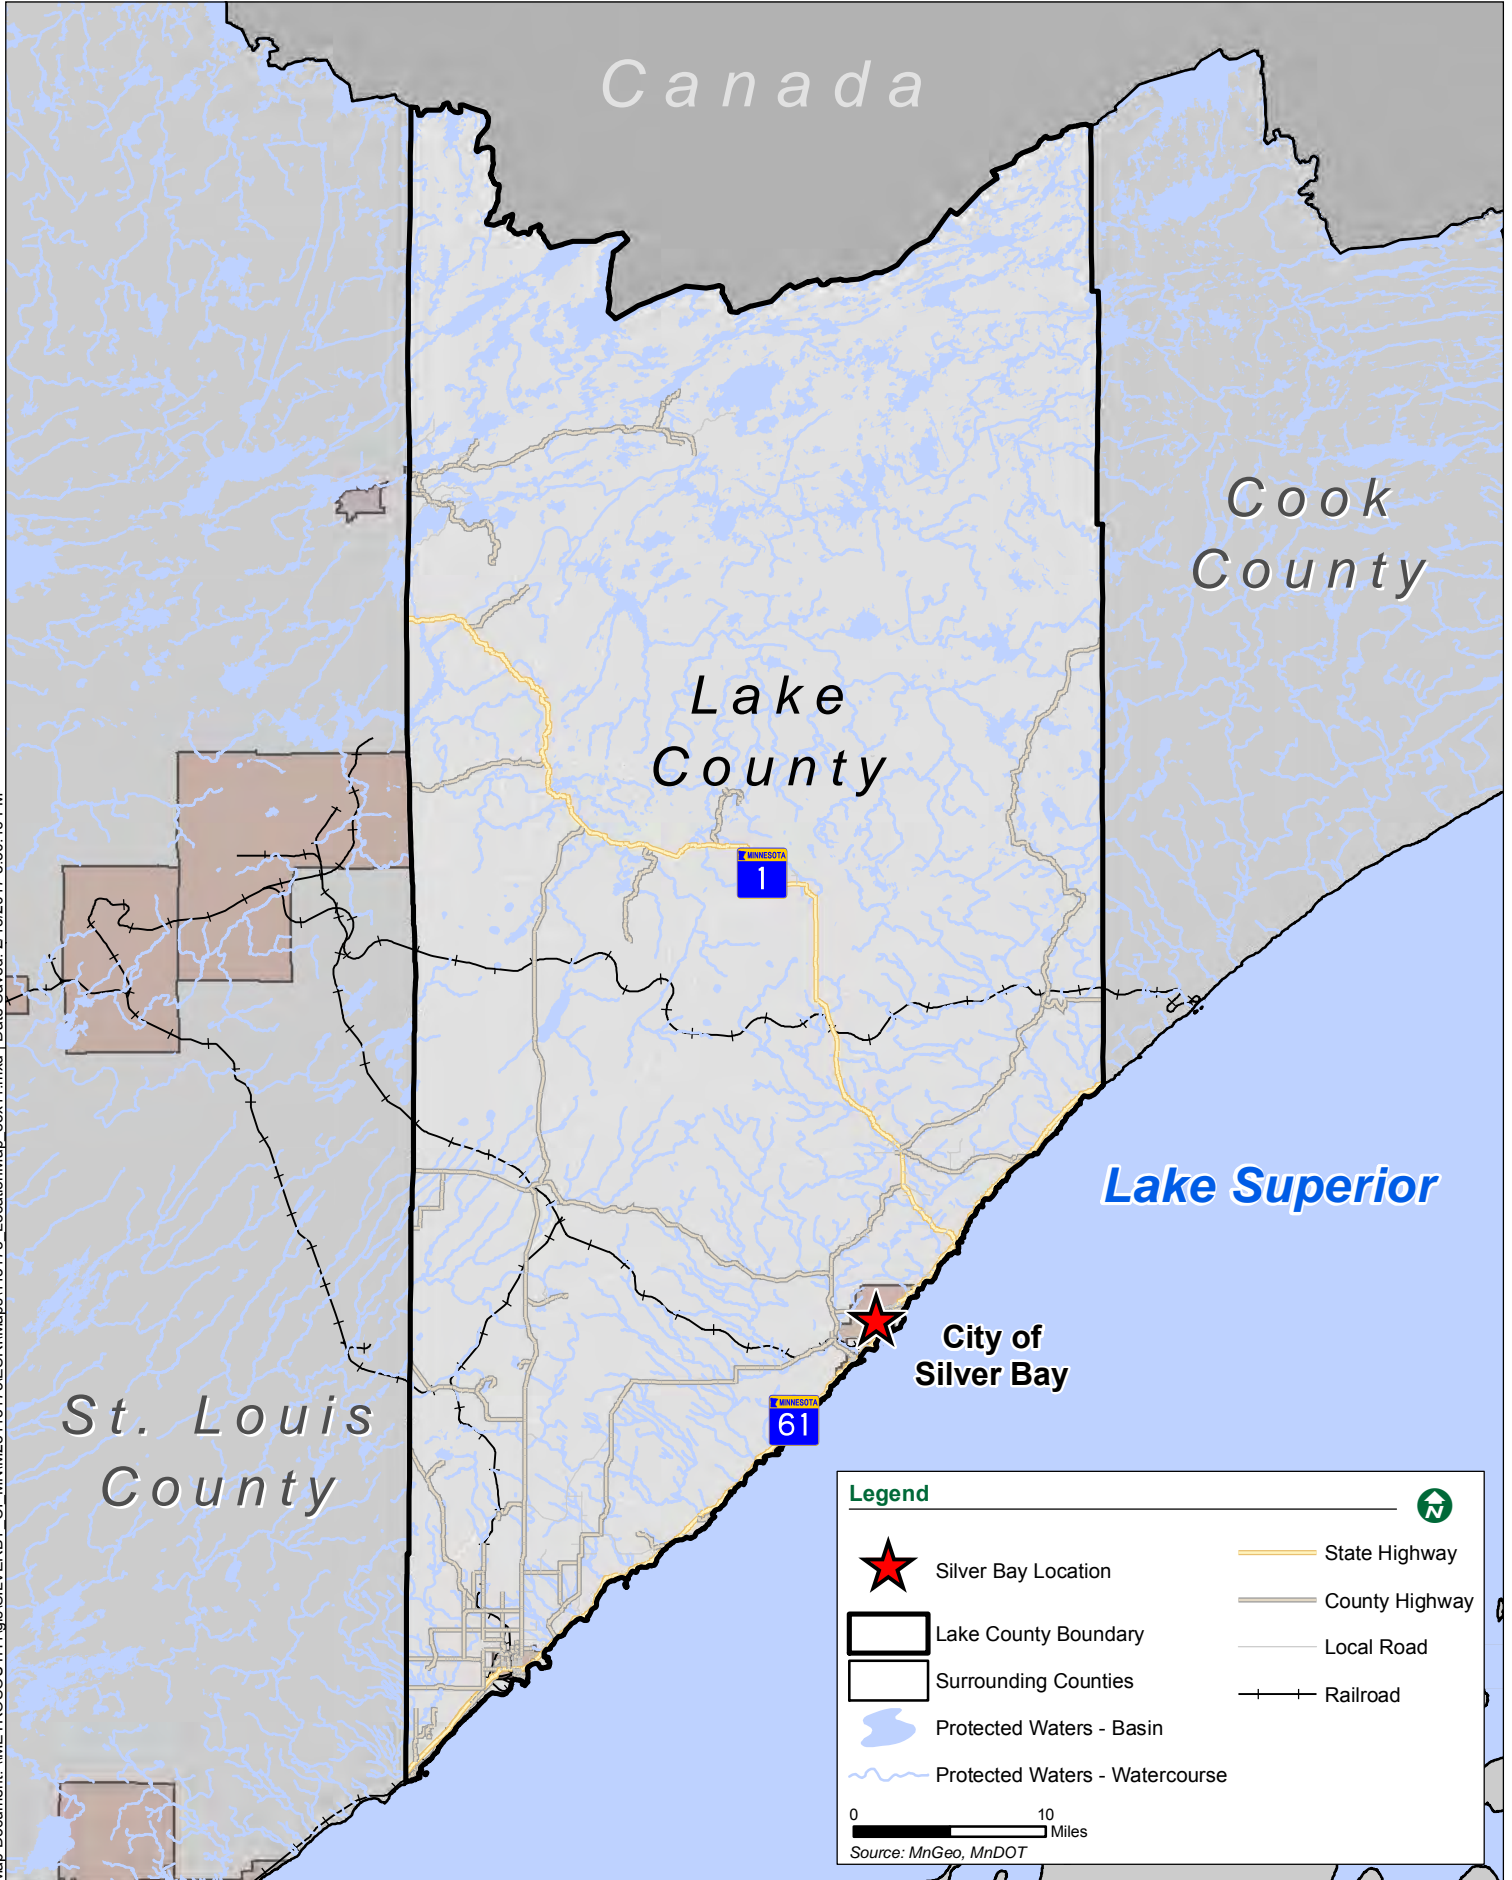 Canada
Cook
County
Lake
County
MINNESOTA
1
Lake Superior
City of
Silver Bay
MINNESOTA
61
St. Louis
County
Legend
N
Silver Bay Location
Lake County Boundary
Surrounding Counties
Protected Waters - Basin
Protected Waters - Watercourse
State Highway
County Highway
Local Road
Railroad
0 10
Miles
Source: MnGeo, MnDOT